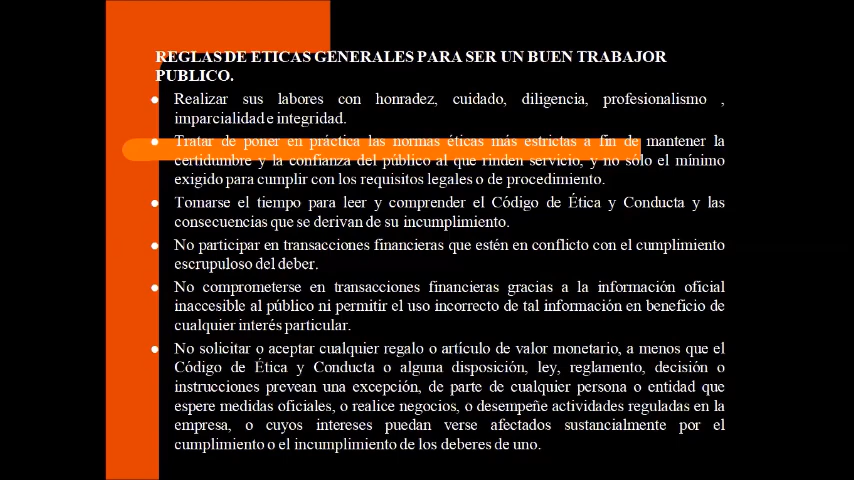 REGLAS DE ETICAS GENERALES PARA SER UN BUEN TRABAJOR
PUBLICO.
● Realizar sus labores con honradez, cuidado, diligencia, profesionalismo ,
imparcialidad e integridad.
● Tratar de poner en práctica las normas éticas más estrictas a fin de mantener la
certidumbre y la confianza del público al que rinden servicio, y no sólo el mínimo
exigido para cumplir con los requisitos legales o de procedimiento.
● Tomarse el tiempo para leer y comprender el Código de Ética y Conducta y las
consecuencias que se derivan de su incumplimiento.
● No participar en transacciones financieras que estén en conflicto con el cumplimiento
escrupuloso del deber.
● No comprometerse en transacciones financieras gracias a la información oficial
inaccesible al público ni permitir el uso incorrecto de tal información en beneficio de
cualquier interés particular.
● No solicitar o aceptar cualquier regalo o artículo de valor monetario, a menos que el
Código de Ética y Conducta o alguna disposición, ley, reglamento, decisión o
instrucciones prevean una excepción, de parte de cualquier persona o entidad que
espere medidas oficiales, o realice negocios, o desempeñe actividades reguladas en la
empresa, o cuyos intereses puedan verse afectados sustancialmente por el
cumplimiento o el incumplimiento de los deberes de uno.